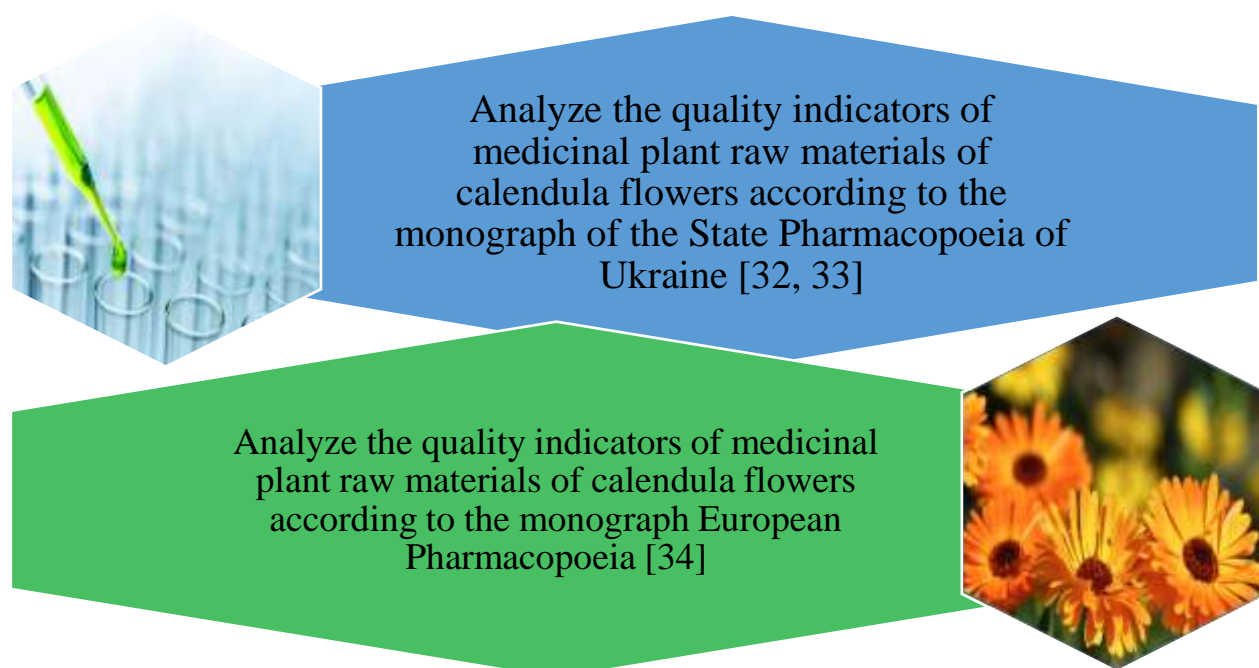 Analyze the quality indicators of
medicinal plant raw materials of
calendula flowers according to the
monograph of the State Pharmacopoeia of
Ukraine [32, 33]
Analyze the quality indicators of medicinal
plant raw materials of calendula flowers
according to the monograph European
Pharmacopoeia [34]